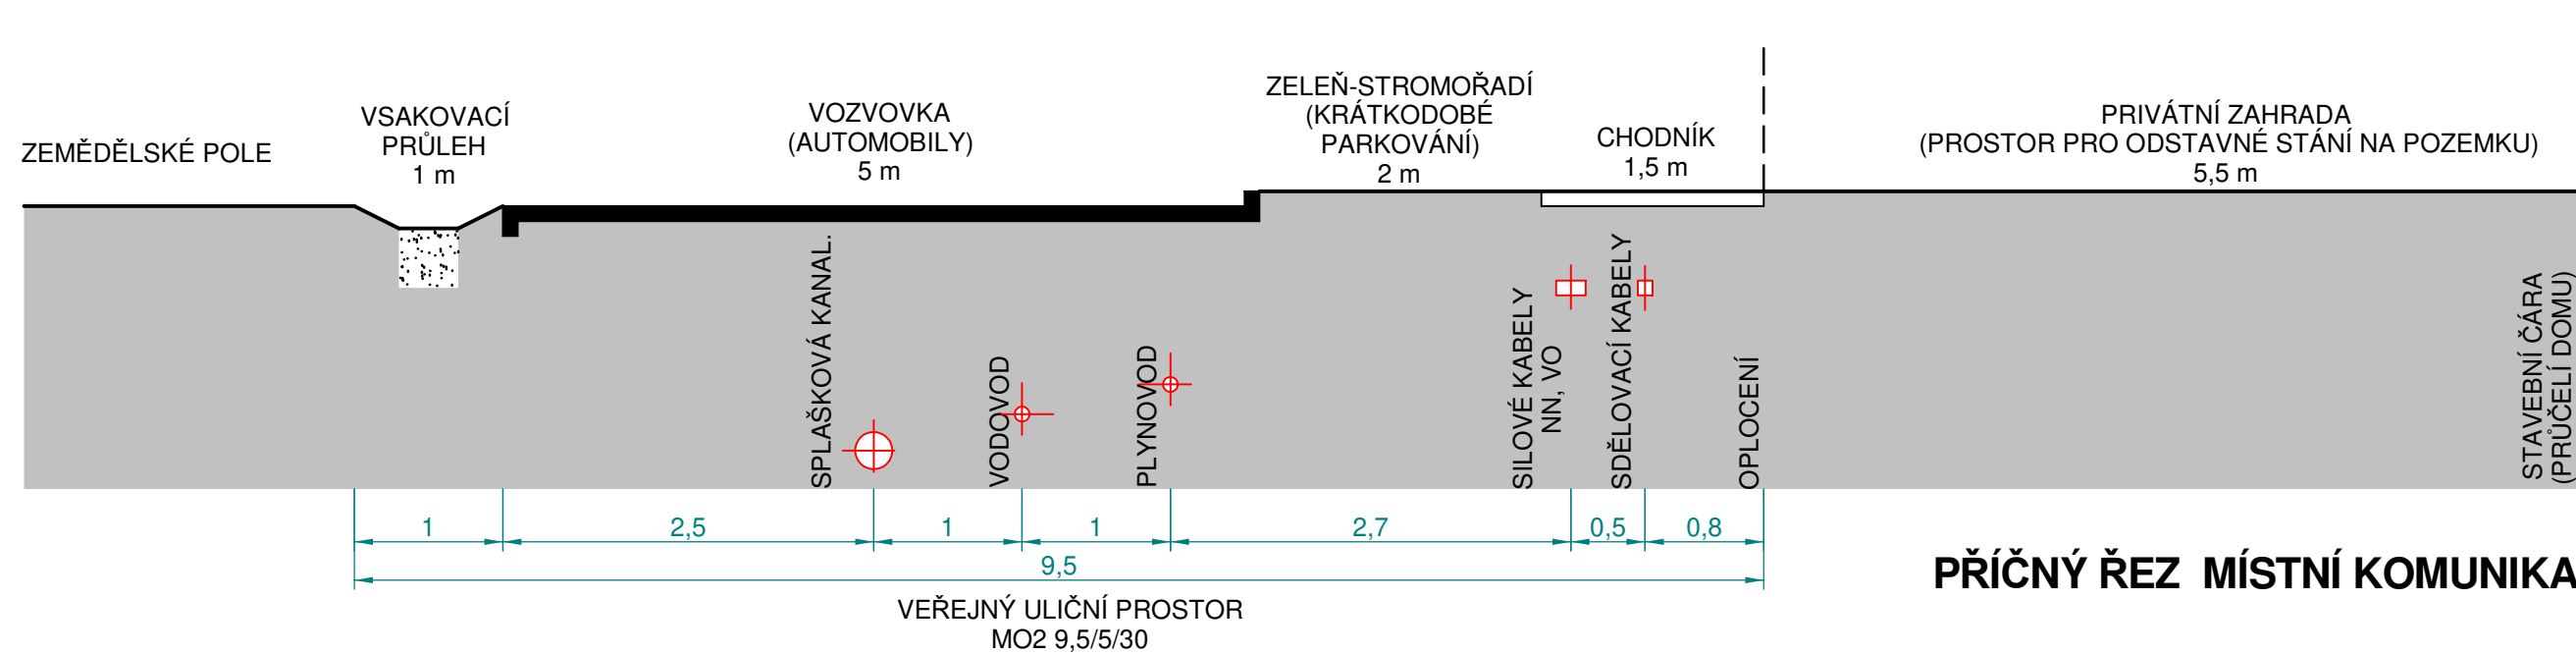 ZEMĚDĚLSKÉ POLE
VSAKOVACÍ
PRŮLEH
1 m
VOZVOVKA
(AUTOMOBILY)
5 m
ZELEŇ-STROMOŘADÍ
(KRÁTKODOBÉ
PARKOVÁNÍ)
2 m
CHODNÍK
1,5 m
PRIVÁTNÍ ZAHRADA
(PROSTOR PRO ODSTAVNÉ STÁNÍ NA POZEMKU)
5,5 m
SPLAŠKOVÁ KANAL.
VODOVOD
PLYNOVOD
SILOVÉ KABELY
NN, VO
SDĚLOVACÍ KABELY
OPLOCENÍ
STAVEBNÍ ČÁRA
(PRŮČELÍ DOMU)
1
2,5
1
1
2,7
0,5
0,8
9,5
VEŘEJNÝ ULIČNÍ PROSTOR
MO2 9,5/5/30
PŘÍČNÝ ŘEZ MÍSTNÍ KOMUNIKA